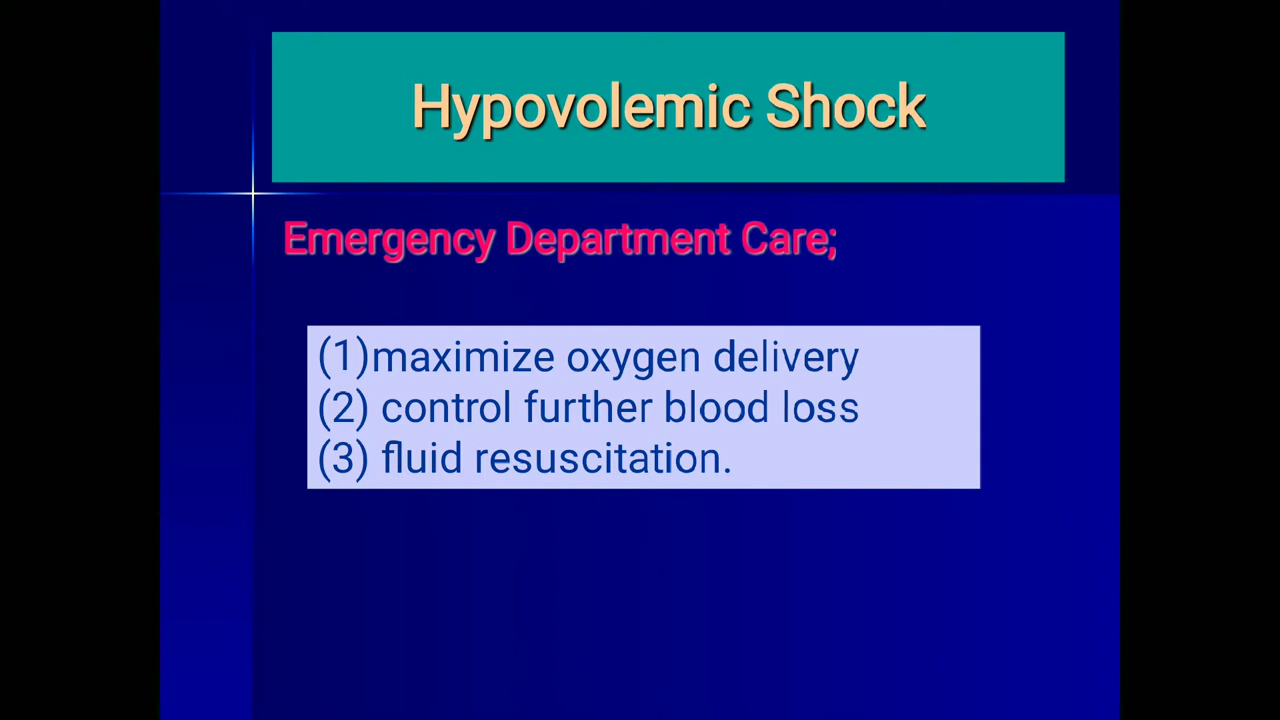 Hypovolemic Shock
Emergency Department Care;
(1)maximize oxygen delivery
(2) control further blood loss
(3) fluid resuscitation.